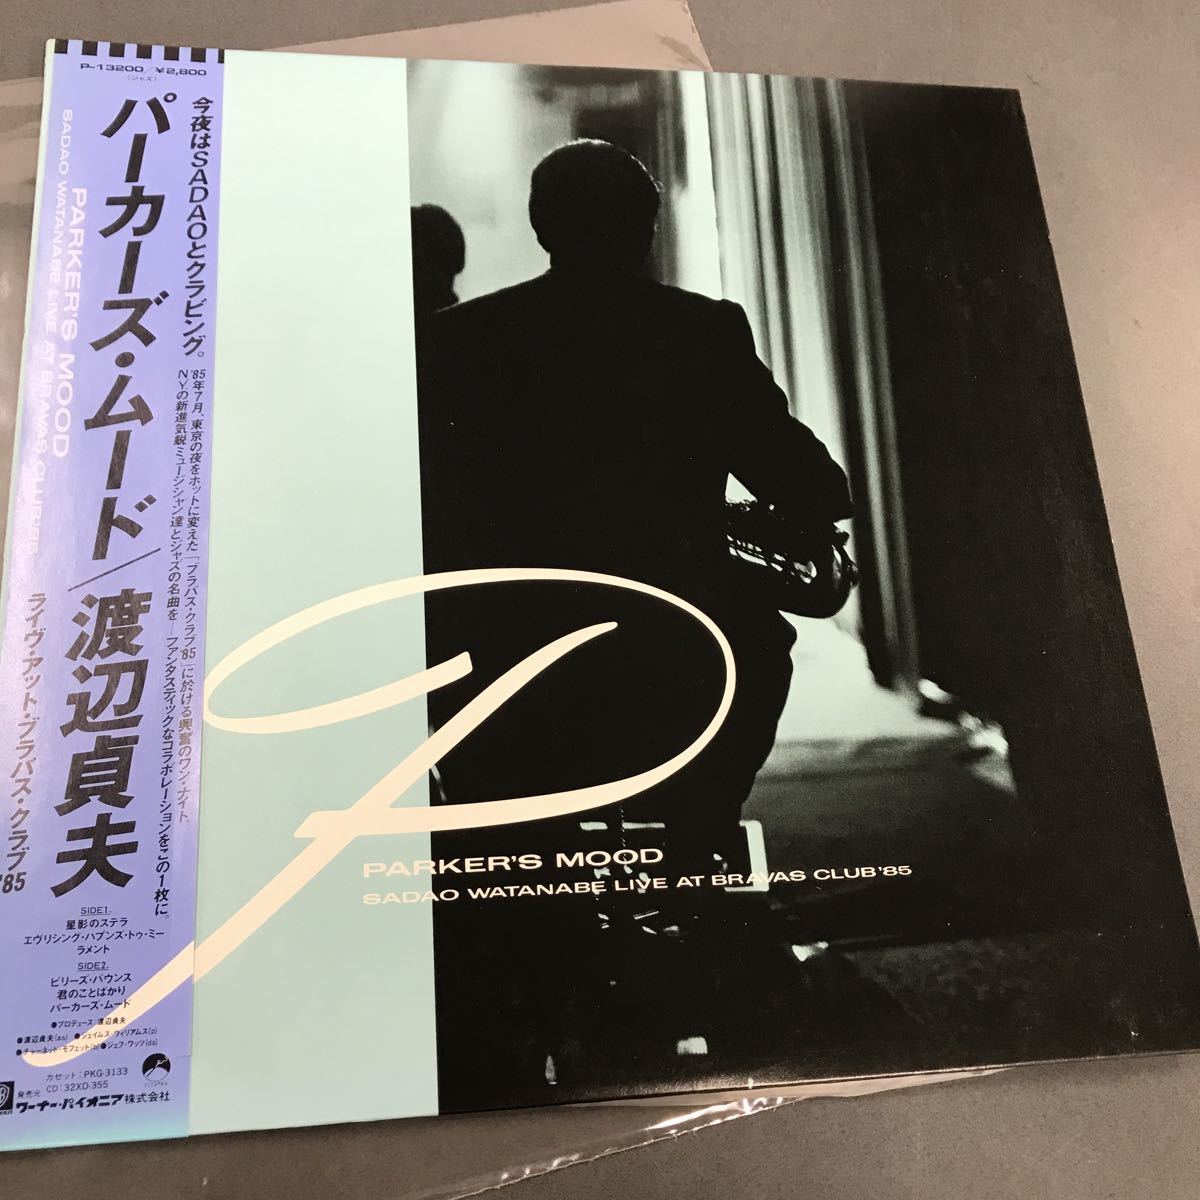 P-13200/¥2,800
〈ジャズ〉
パーカーズ・ムード/渡辺貞夫
PARKER'S MOOD
SADAO WATANABE LIVE AT BRAVAS CLUB '85
ライヴ・アット・ブラバス・クラブ'85
今夜はSADAOとクラビング。
'85年7月、東京の夜をホットに変えた「ブラバス・クラブ'85」に於ける興奮のワン・ナイト。
N.Y.の新進気鋭ミュージシャン達とジャズの名曲を—ファンタスティックなコラボレーションをこの1枚に。
SIDE1.
星影のステラ
エヴリシング・ハプンズ・トゥ・ミー
ラメント
SIDE2.
ビリーズ・バウンス
君のことばかり
パーカーズ・ムード
●プロデュース:渡辺貞夫
●渡辺貞夫(as) ●ジェイムス・ウィリアムス(p)
●チャーネット・モフェット(b) ●ジェフ・ワッツ(ds)
カセット:PKG-3133
CD:32XD-355
発売元 ワーナー・パイオニア株式会社
P
PARKER'S MOOD
SADAO WATANABE LIVE AT BRAVAS CLUB '85